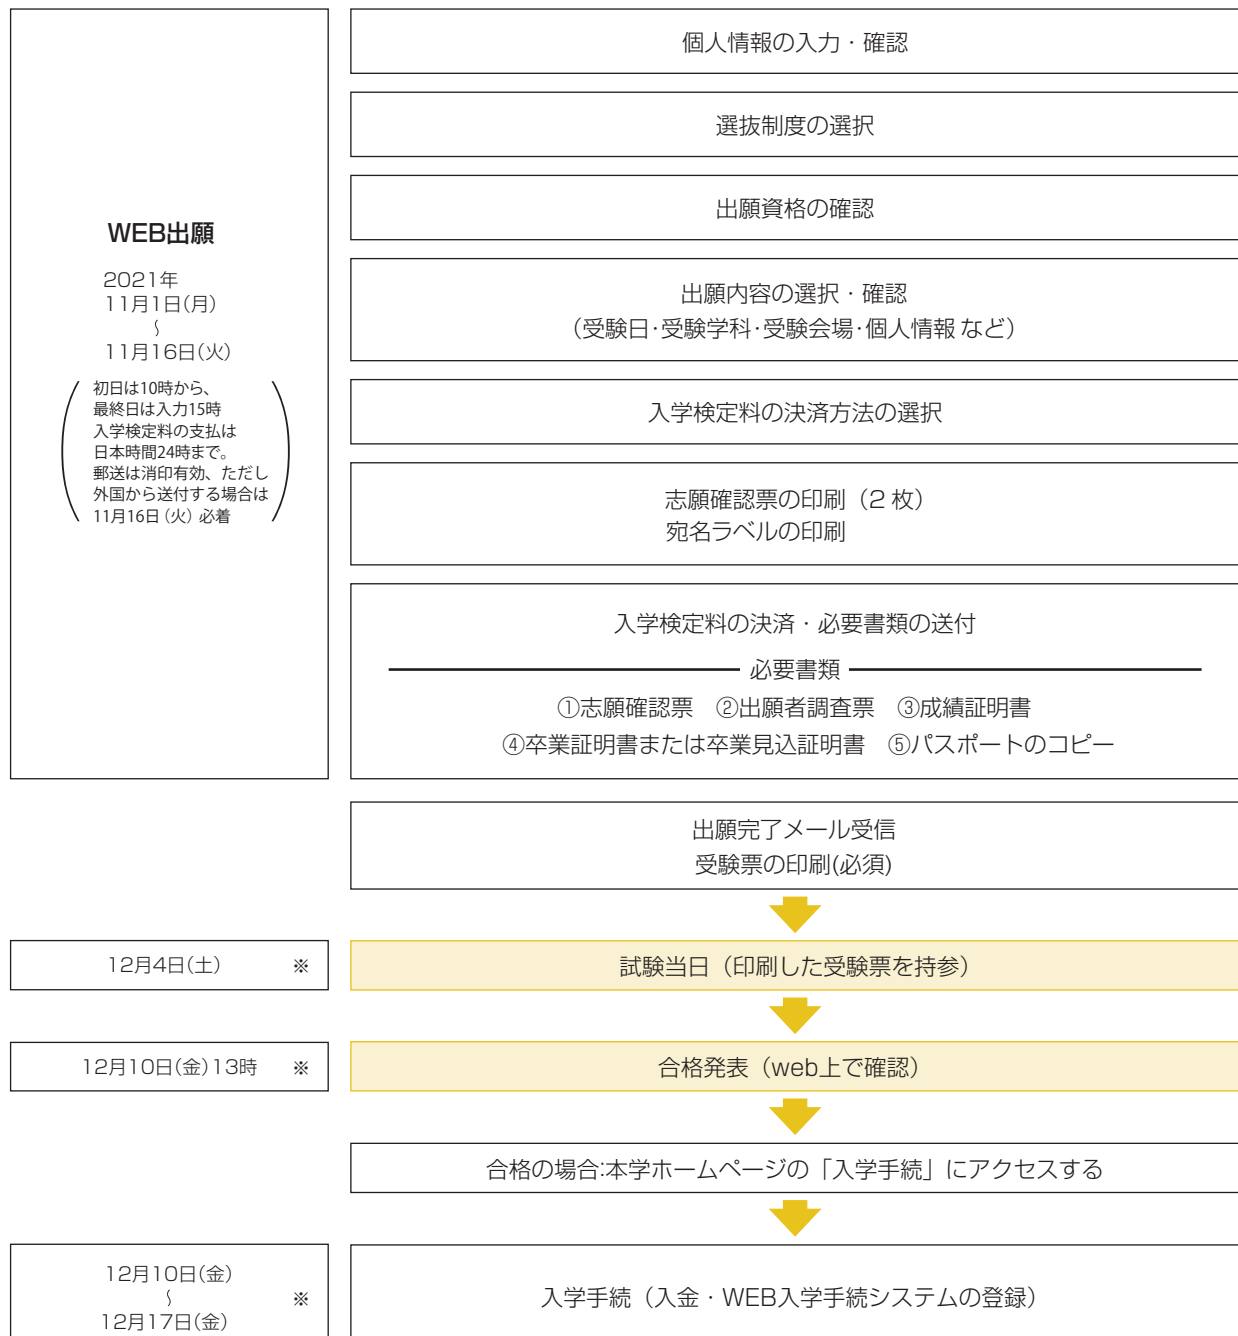 WEB出願
2021年
11月1日(月)
〜
11月16日(火)
初日は10時から、
最終日は入力15時
入学検定料の支払は
日本時間24時まで。
郵送は消印有効、ただし
外国から送付する場合は
11月16日（火）必着
個人情報の入力・確認
選抜制度の選択
出願資格の確認
出願内容の選択・確認
（受験日・受験学科・受験会場・個人情報 など）
入学検定料の決済方法の選択
志願確認票の印刷（2 枚）
宛名ラベルの印刷
入学検定料の決済・必要書類の送付
必要書類
①志願確認票　②出願者調査票　③成績証明書
④卒業証明書または卒業見込証明書　⑤パスポートのコピー
出願完了メール受信
受験票の印刷(必須)
12月4日(土)　※
試験当日（印刷した受験票を持参）
12月10日(金)13時　※
合格発表（web上で確認）
合格の場合:本学ホームページの「入学手続」にアクセスする
12月10日(金)
〜　※
12月17日(金)
入学手続（入金・WEB入学手続システムの登録）